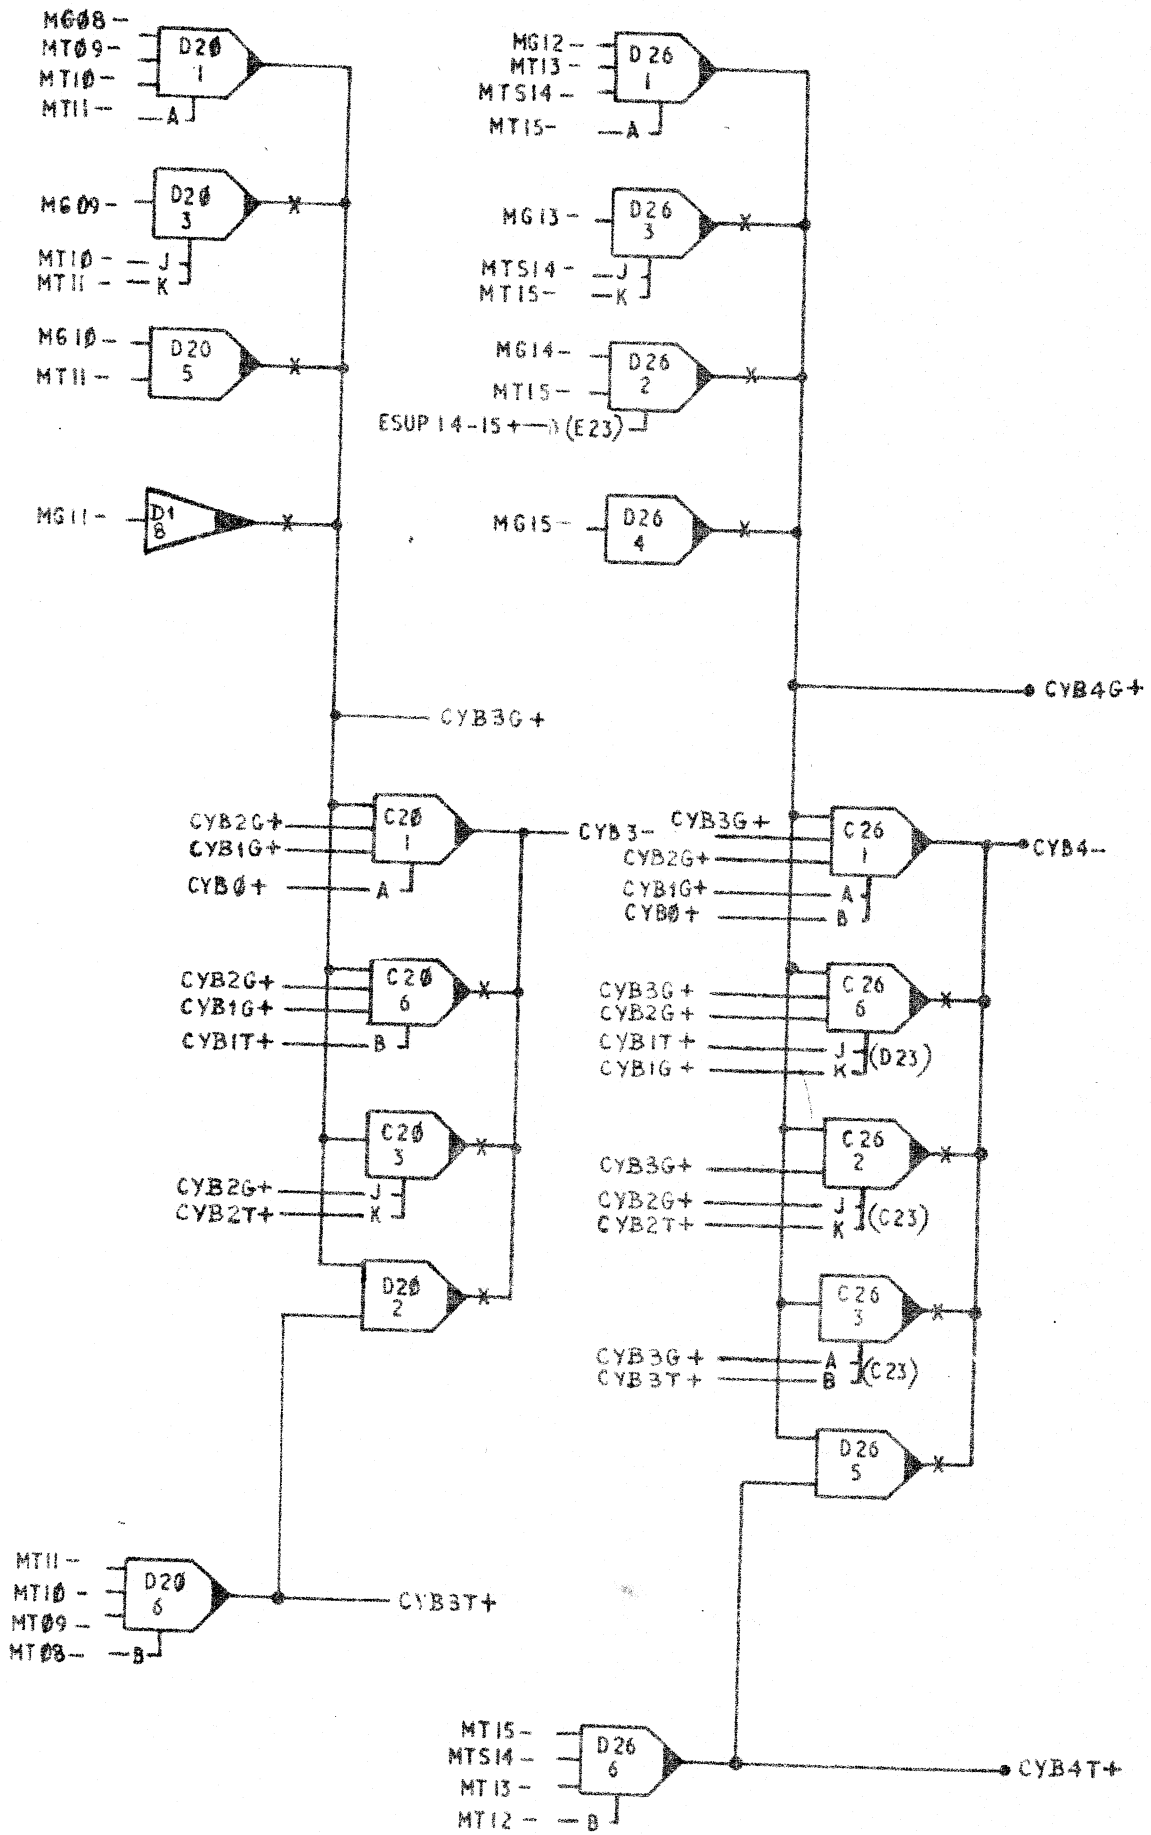 MGØ8-
MTØ9-
MT1Ø-
MT11-
A
D2Ø
1
MG12-
MT13-
MTS14-
MT15-
A
D26
1
MG09-
MT1Ø-
MT11-
J
K
D2Ø
3
MG13-
MTS14-
MT15-
J
K
D26
3
MG1Ø-
MT11-
D20
5
MG14-
MT15-
ESUP14-15+
(E23)
D26
2
MG11-
D1
8
MG15-
D26
4
CYB4G+
CYB3G+
CYB2G+
CYB1G+
CYBØ+
A
C2Ø
1
CYB3-
CYB3G+
CYB2G+
CYB1G+
CYBØ+
A
B
C26
1
CYB4-
CYB2G+
CYB1G+
CYB1T+
B
C2Ø
6
CYB3G+
CYB2G+
CYB1T+
CYB1G+
J
K
(D23)
C26
6
CYB2G+
CYB2T+
J
K
C2Ø
3
CYB3G+
CYB2G+
CYB2T+
J
K
(C23)
C26
2
D2Ø
2
CYB3G+
CYB3T+
A
B
(C23)
C26
3
D26
5
MT11-
MT1Ø-
MTØ9-
MTØ8-
B
D2Ø
6
CYB3T+
MT15-
MTS14-
MT13-
MT12-
B
D26
6
CYB4T+